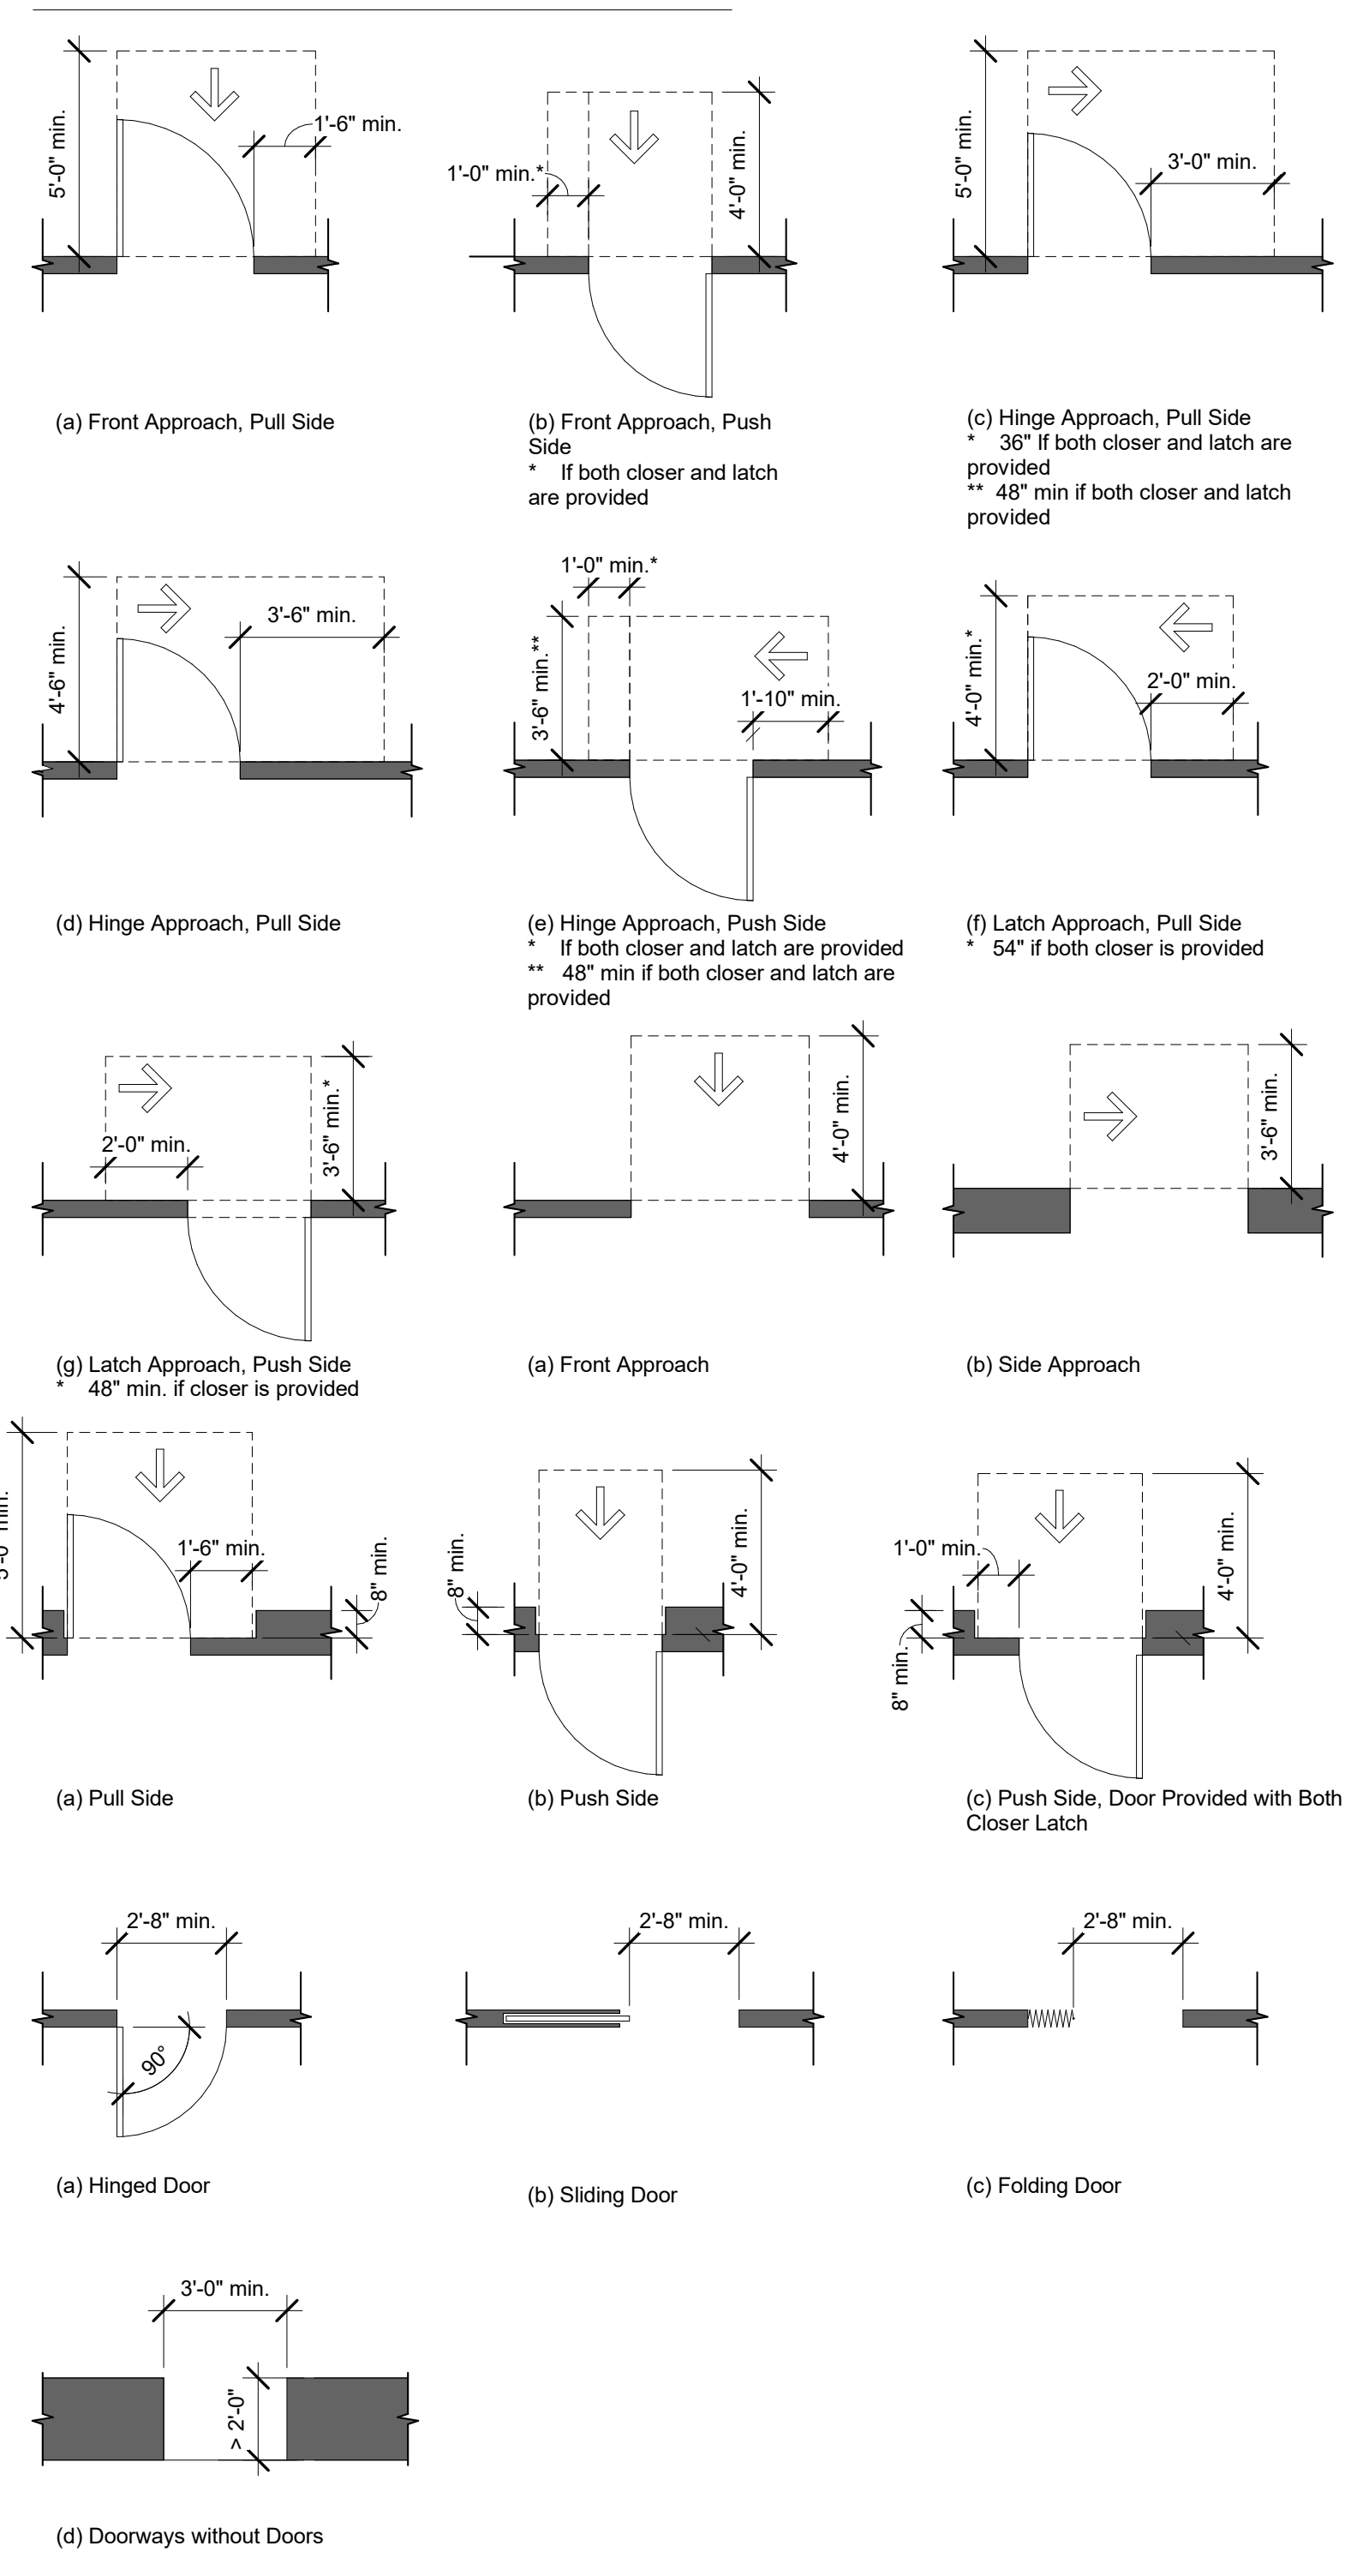 5'-0" min.
1'-6" min.
(a) Front Approach, Pull Side
1'-0" min.*
4'-0" min.
(b) Front Approach, Push
Side
* If both closer and latch
are provided
5'-0" min.
3'-0" min.
(c) Hinge Approach, Pull Side
* 36" If both closer and latch are
provided
** 48" min if both closer and latch
provided
4'-6" min.
3'-6" min.
(d) Hinge Approach, Pull Side
1'-0" min.*
3'-6" min.**
1'-10" min.
(e) Hinge Approach, Push Side
* If both closer and latch are provided
** 48" min if both closer and latch are
provided
4'-0" min.*
2'-0" min.
(f) Latch Approach, Pull Side
* 54" if both closer is provided
2'-0" min.
3'-6" min.*
(g) Latch Approach, Push Side
* 48" min. if closer is provided
4'-0" min.
(a) Front Approach
3'-6" min.
(b) Side Approach
5'-0" min.
1'-6" min.
8" min.
(a) Pull Side
8" min.
4'-0" min.
(b) Push Side
1'-0" min.
8" min.
4'-0" min.
(c) Push Side, Door Provided with Both
Closer Latch
2'-8" min.
90°
(a) Hinged Door
2'-8" min.
(b) Sliding Door
2'-8" min.
(c) Folding Door
3'-0" min.
> 2'-0"
(d) Doorways without Doors